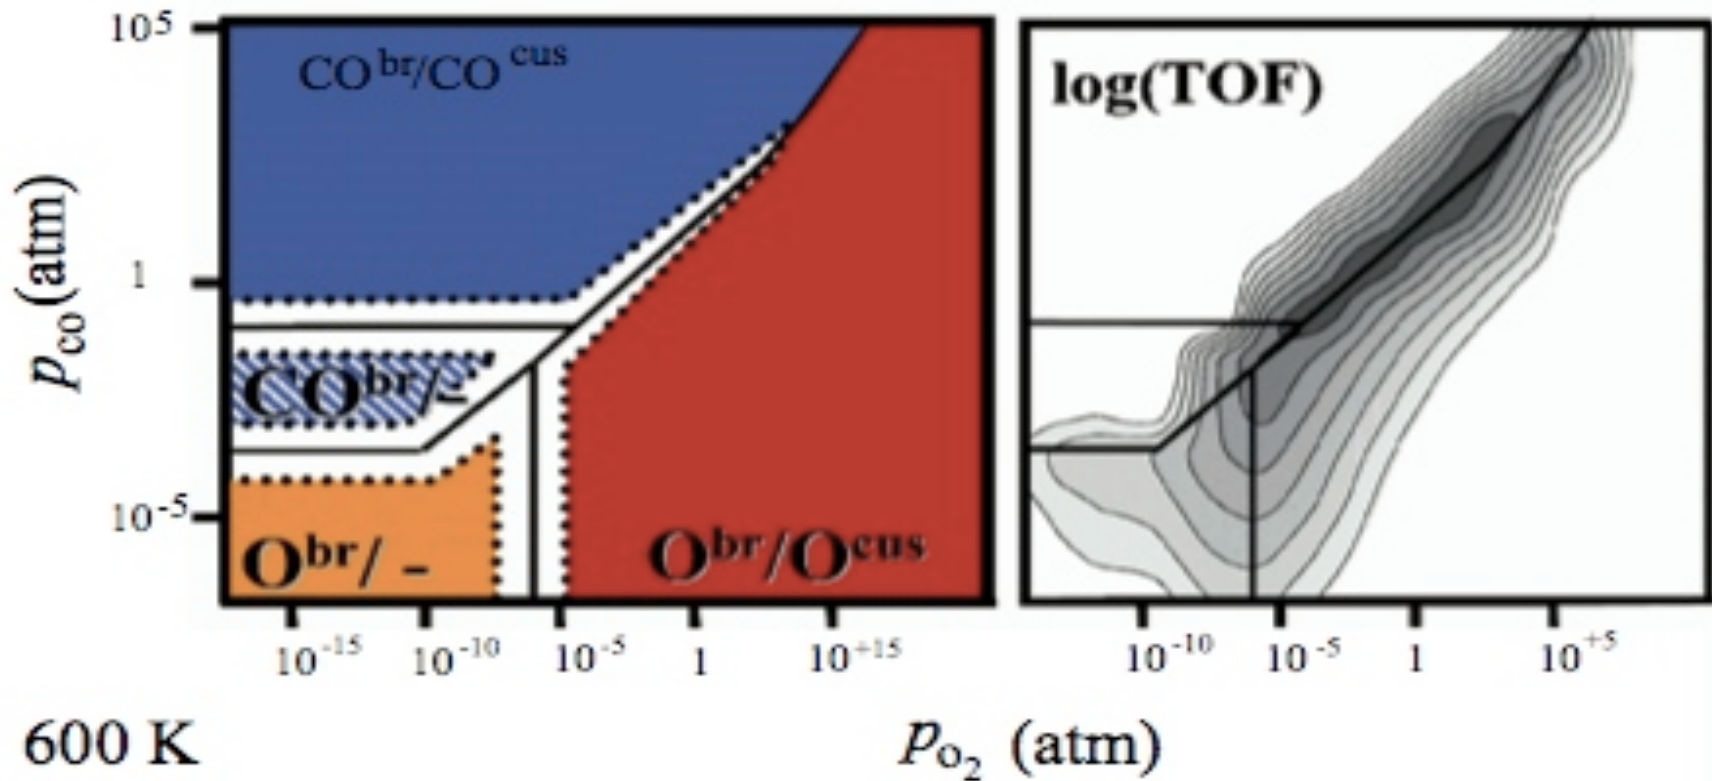 10⁵
CO^br/CO^cus
log(TOF)
p_CO(atm)
1
CO^br/-
10⁻⁵
O^br/ -
O^br/O^cus
10⁻¹⁵ 10⁻¹⁰ 10⁻⁵ 1 10⁺¹⁵
10⁻¹⁰ 10⁻⁵ 1 10⁺⁵
600 K
p_O₂ (atm)